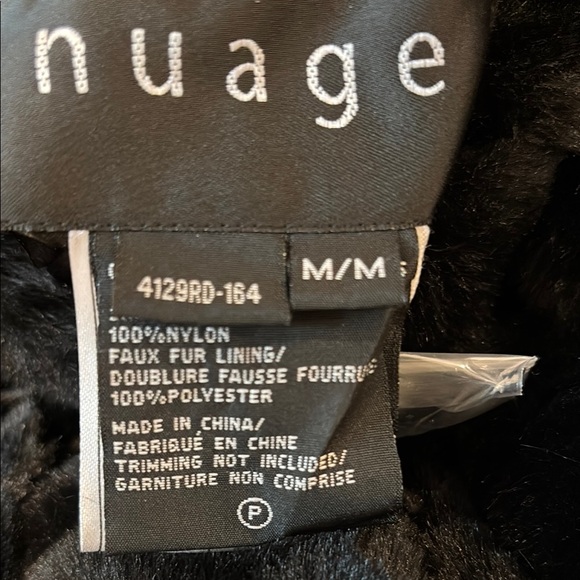 nuage
4129RD-164
M/M
100%NYLON
FAUX FUR LINING/
DOUBLURE FAUSSE FOURRU
100%POLYESTER
MADE IN CHINA/
FABRIQUÉ EN CHINE
TRIMMING NOT INCLUDED/
GARNITURE NON COMPRISE
P